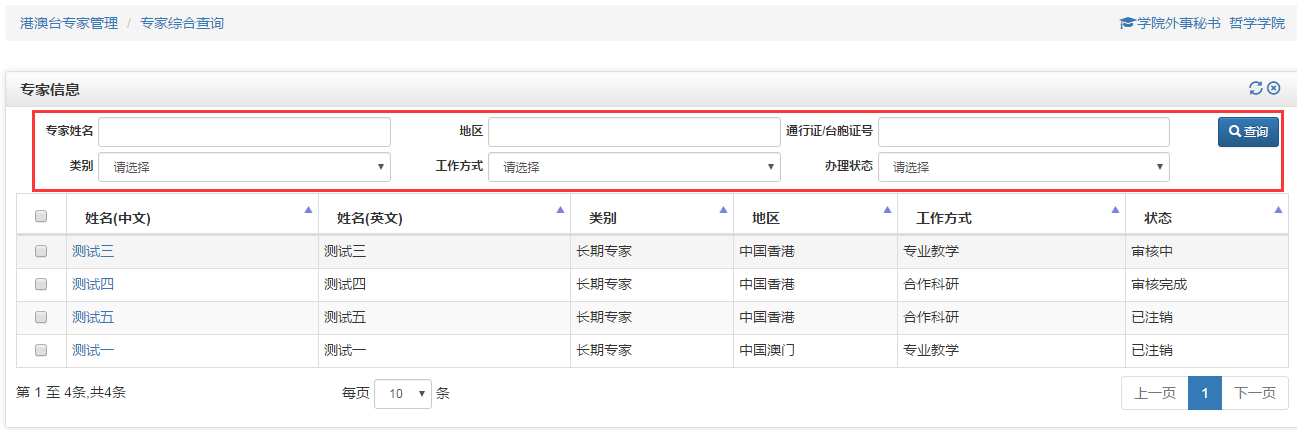 港澳台专家管理 / 专家综合查询 学院外事秘书 哲学学院
专家信息
专家姓名 地区 通行证/台胞证号 查询
类别 请选择 工作方式 请选择 办理状态 请选择
姓名(中文) 姓名(英文) 类别 地区 工作方式 状态
测试三 测试三 长期专家 中国香港 专业教学 审核中
测试四 测试四 长期专家 中国香港 合作科研 审核完成
测试五 测试五 长期专家 中国香港 合作科研 已注销
测试一 测试一 长期专家 中国澳门 专业教学 已注销
第 1 至 4条,共4条 每页 10 条 上一页 1 下一页